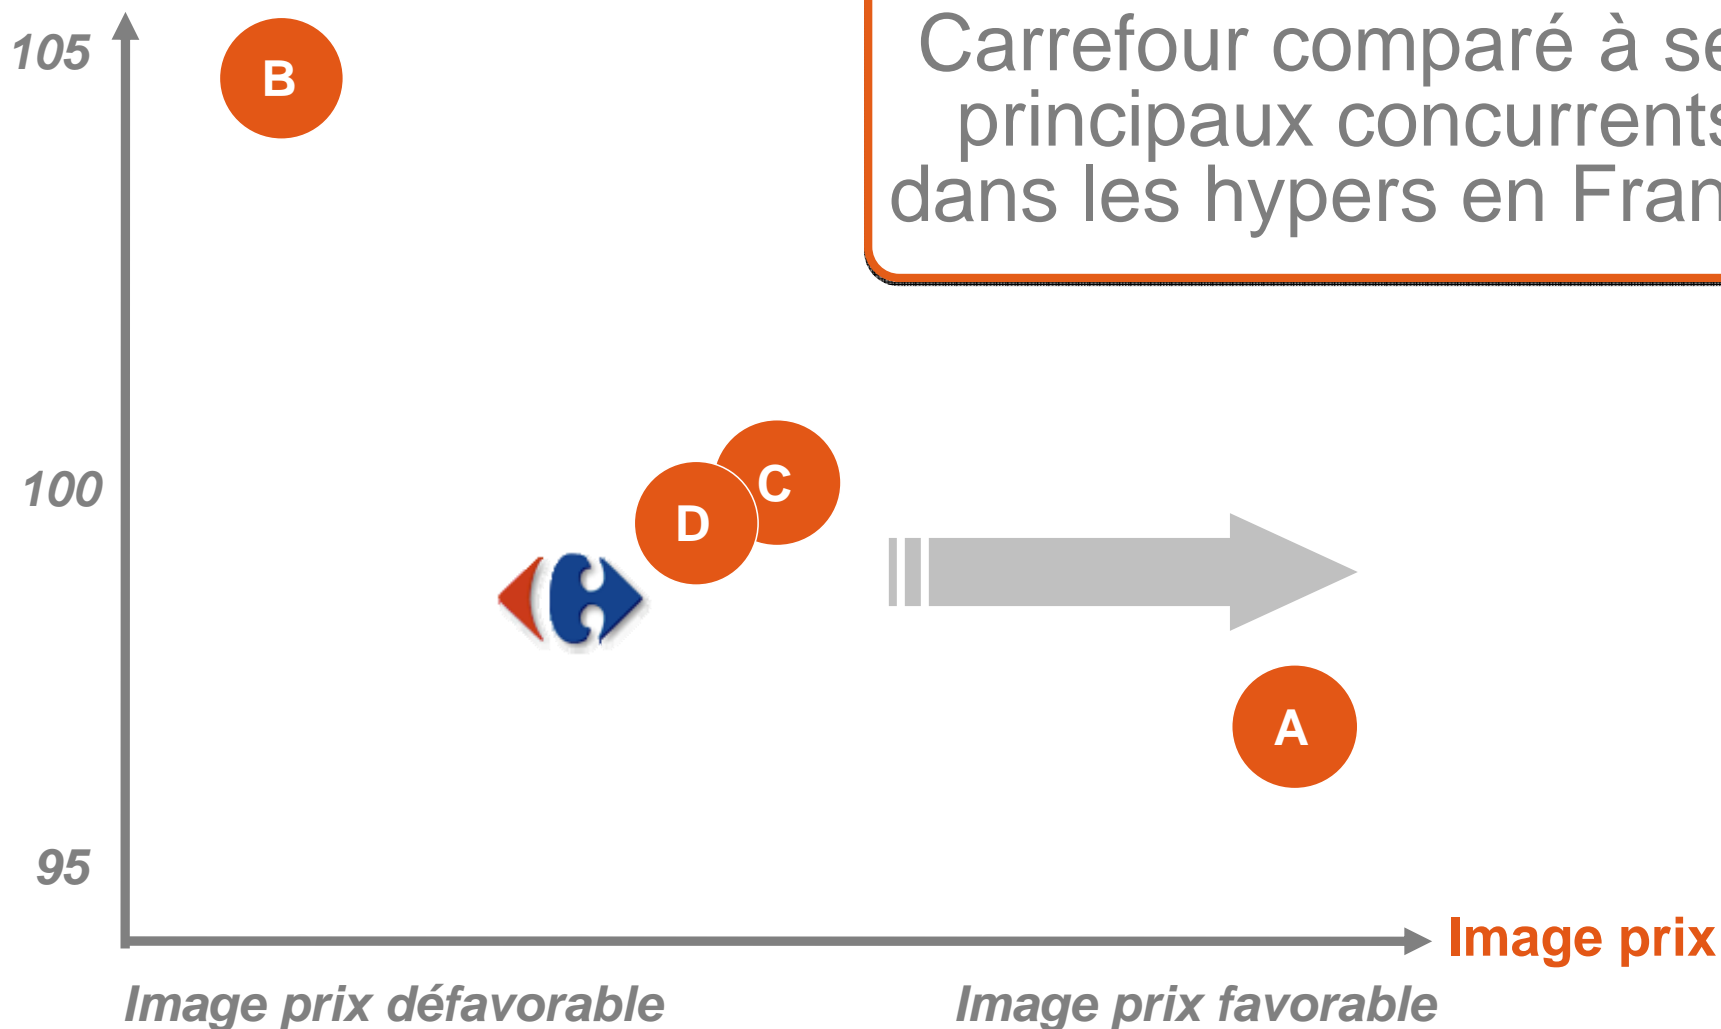 Carrefour comparé à se
principaux concurrents
dans les hypers en Fran
105
B
100
C
D
A
95
Image prix
Image prix défavorable
Image prix favorable